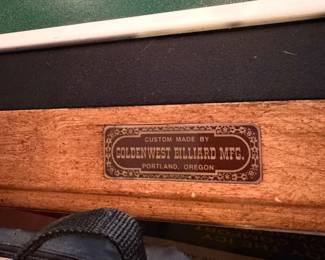 CUSTOM MADE BY
GOLDENWEST BILLIARD MFG.
PORTLAND, OREGON